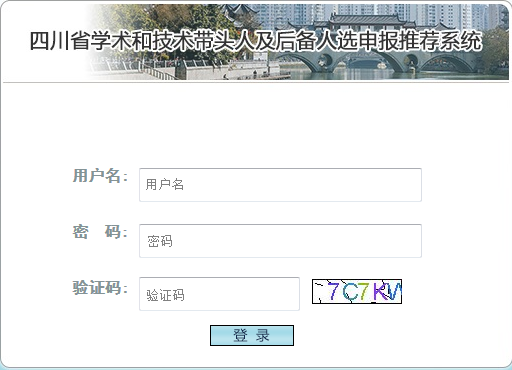 四川省学术和技术带头人及后备人选申报推荐系统
用户名: 用户名
密 码: 密码
验证码: 验证码 7C7KW
登 录